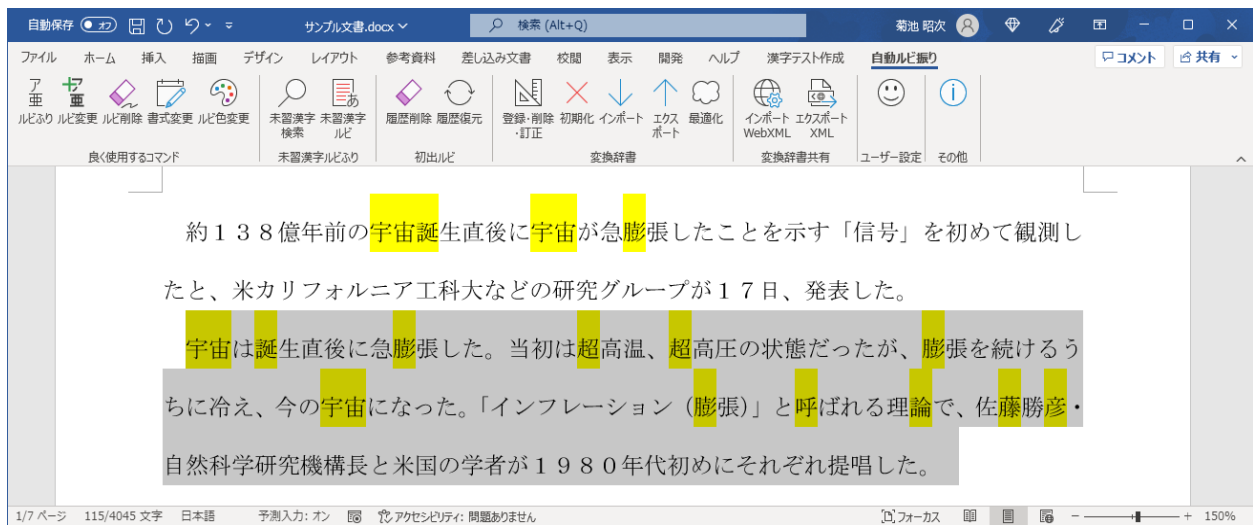 自動保存 オフ サンプル文書.docx 検索 (Alt+Q) 菊池 昭次
ファイル ホーム 挿入 描画 デザイン レイアウト 参考資料 差し込み文書 校閲 表示 開発 ヘルプ 漢字テスト作成 自動ルビ振り コメント 共有
ア亜 ア亜 あ
ルビふり ルビ変更 ルビ削除 書式変更 ルビ色変更 未習漢字検索 未習漢字ルビ 履歴削除 履歴復元 登録・削除・訂正 初期化 インポート エクスポート 最適化 インポートWebXML エクスポートXML
良く使用するコマンド 未習漢字ルビふり 初出ルビ 変換辞書 変換辞書共有 ユーザー設定 その他
約138億年前の宇宙誕生直後に宇宙が急膨張したことを示す「信号」を初めて観測し
たと、米カリフォルニア工科大などの研究グループが17日、発表した。
宇宙は誕生直後に急膨張した。当初は超高温、超高圧の状態だったが、膨張を続けるう
ちに冷え、今の宇宙になった。「インフレーション（膨張）」と呼ばれる理論で、佐藤勝彦・
自然科学研究機構長と米国の学者が1980年代初めにそれぞれ提唱した。
1/7 ページ 115/4045 文字 日本語 予測入力: オン アクセシビリティ: 問題ありません フォーカス 150%